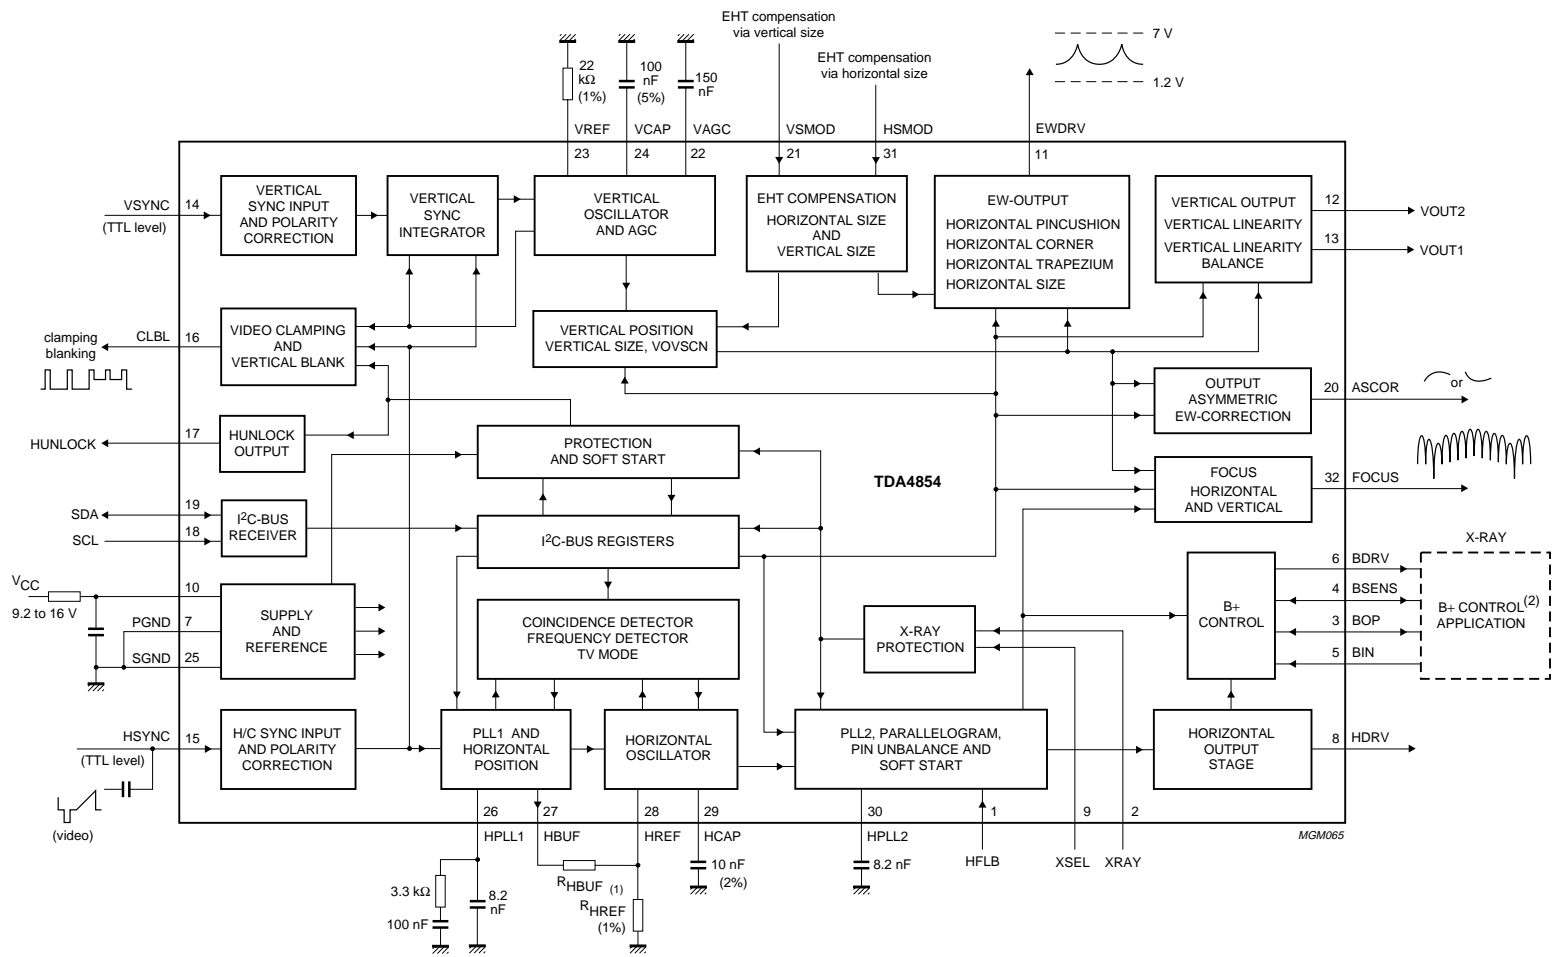 EHT compensation
via vertical size
EHT compensation
via horizontal size
7 V
1.2 V
22
kΩ
(1%)
100
nF
(5%)
150
nF
VREF
VCAP
VAGC
VSMOD
HSMOD
EWDRV
23
24
22
21
31
11
VSYNC
(TTL level)
14
VERTICAL
SYNC INPUT
AND POLARITY
CORRECTION
VERTICAL
SYNC
INTEGRATOR
VERTICAL
OSCILLATOR
AND AGC
EHT COMPENSATION
HORIZONTAL SIZE
AND
VERTICAL SIZE
EW-OUTPUT
HORIZONTAL PINCUSHION
HORIZONTAL CORNER
HORIZONTAL TRAPEZIUM
HORIZONTAL SIZE
VERTICAL OUTPUT
VERTICAL LINEARITY
VERTICAL LINEARITY
BALANCE
12
VOUT2
13
VOUT1
clamping
blanking
CLBL
16
VIDEO CLAMPING
AND
VERTICAL BLANK
VERTICAL POSITION
VERTICAL SIZE, VOVSCN
OUTPUT
ASYMMETRIC
EW-CORRECTION
20
ASCOR
or
HUNLOCK
17
HUNLOCK
OUTPUT
PROTECTION
AND SOFT START
TDA4854
FOCUS
HORIZONTAL
AND VERTICAL
32
FOCUS
SDA
19
SCL
18
I2C-BUS
RECEIVER
I2C-BUS REGISTERS
X-RAY
VCC
9.2 to 16 V
10
PGND
7
SGND
25
SUPPLY
AND
REFERENCE
COINCIDENCE DETECTOR
FREQUENCY DETECTOR
TV MODE
X-RAY
PROTECTION
B+
CONTROL
6
BDRV
4
BSENS
3
BOP
5
BIN
B+ CONTROL(2)
APPLICATION
HSYNC
(TTL level)
15
(video)
H/C SYNC INPUT
AND POLARITY
CORRECTION
PLL1 AND
HORIZONTAL
POSITION
HORIZONTAL
OSCILLATOR
PLL2, PARALLELOGRAM,
PIN UNBALANCE AND
SOFT START
HORIZONTAL
OUTPUT
STAGE
8
HDRV
26
27
28
29
30
1
9
2
MGM065
HPLL1
HBUF
HREF
HCAP
HPLL2
HFLB
XSEL
XRAY
3.3 kΩ
100 nF
8.2
nF
RHBUF (1)
RHREF
(1%)
10 nF
(2%)
8.2 nF